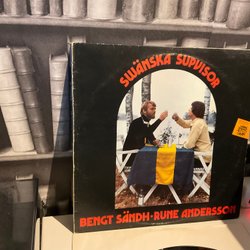 SWÄNSKA SUPVISOR
BENGT SÄNDH·RUNE ANDERSSON